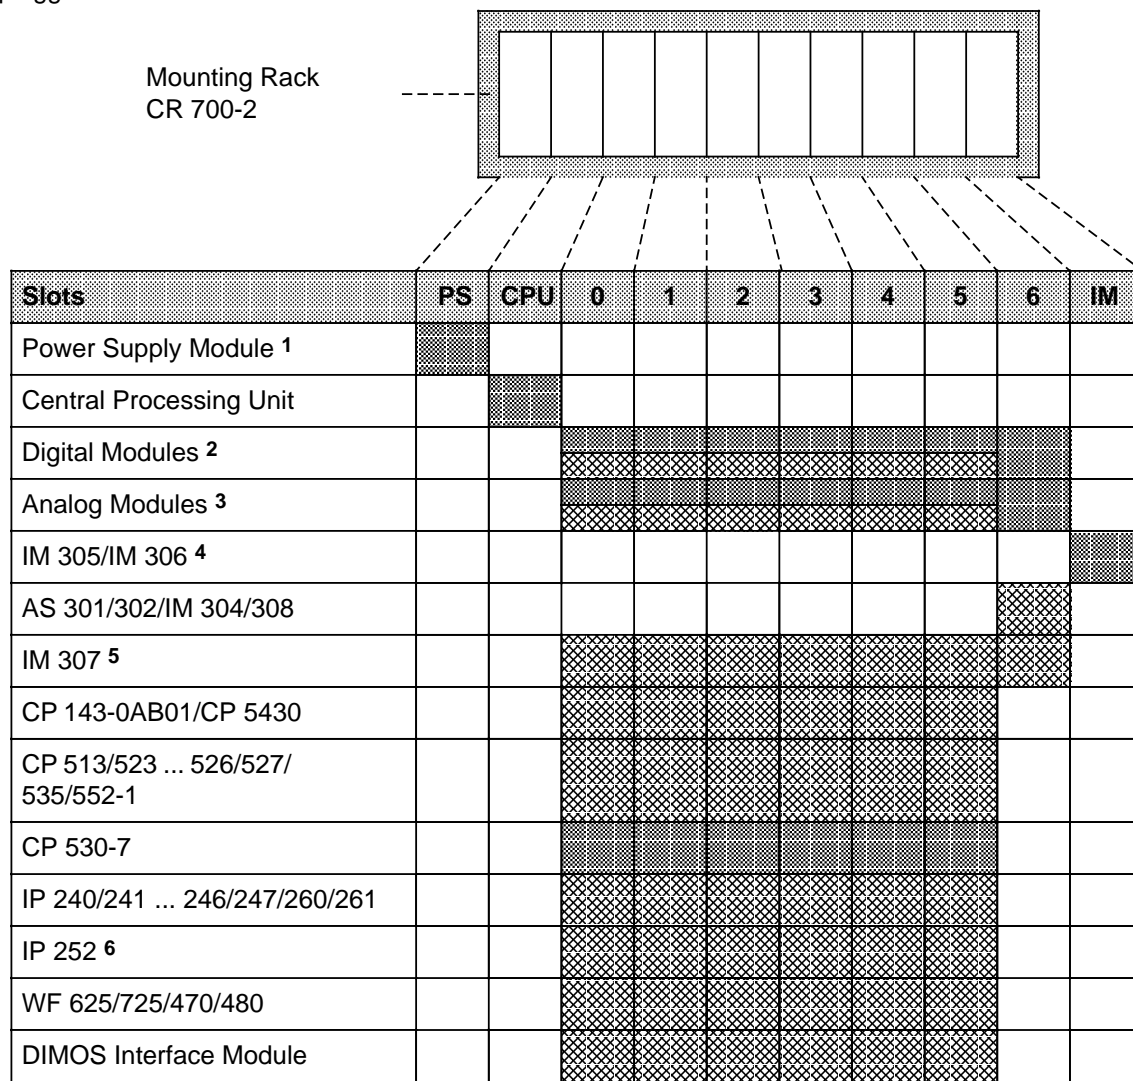 Mounting Rack
CR 700-2
Slots PS CPU 0 1 2 3 4 5 6 IM
Power Supply Module 1
Central Processing Unit
Digital Modules 2
Analog Modules 3
IM 305/IM 306 4
AS 301/302/IM 304/308
IM 307 5
CP 143-0AB01/CP 5430
CP 513/523 ... 526/527/
535/552-1
CP 530-7
IP 240/241 ... 246/247/260/261
IP 252 6
WF 625/725/470/480
DIMOS Interface Module